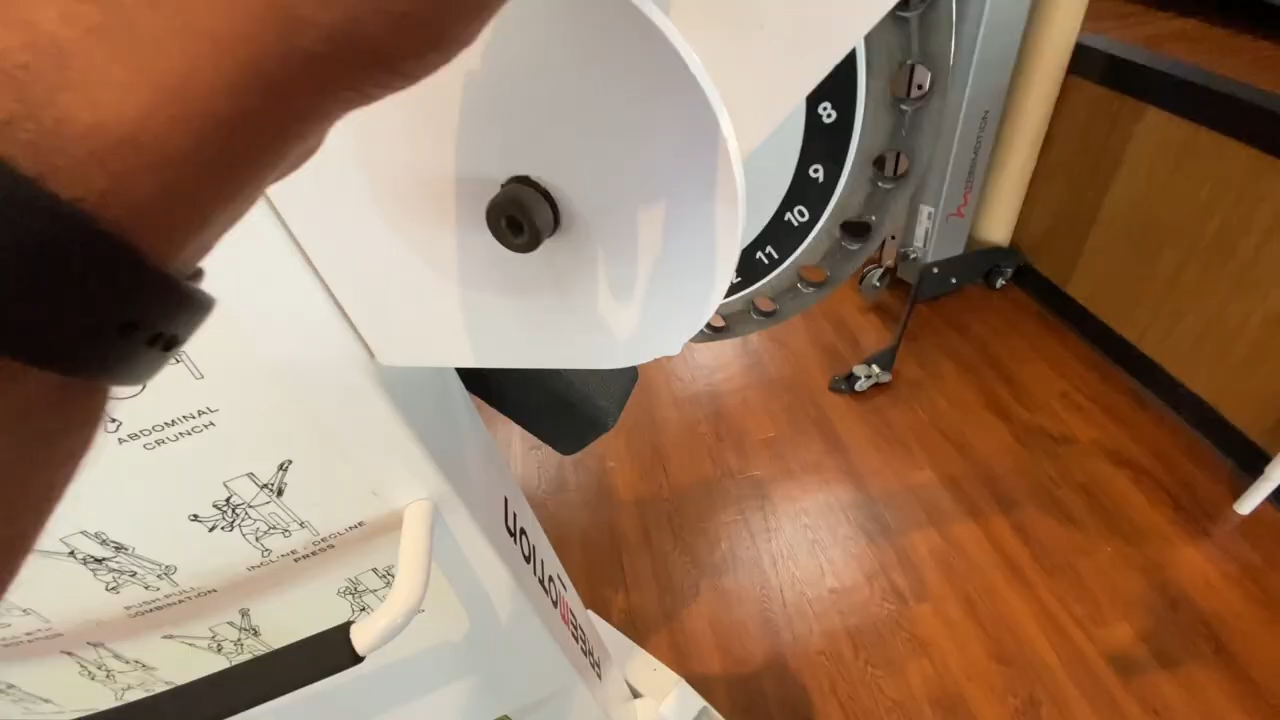 8
9
10
11
FREEMOTION
ABDOMINAL
CRUNCH
INCLINE - DECLINE
PRESS
PUSH-PULL
COMBINATION
FREEMOTION